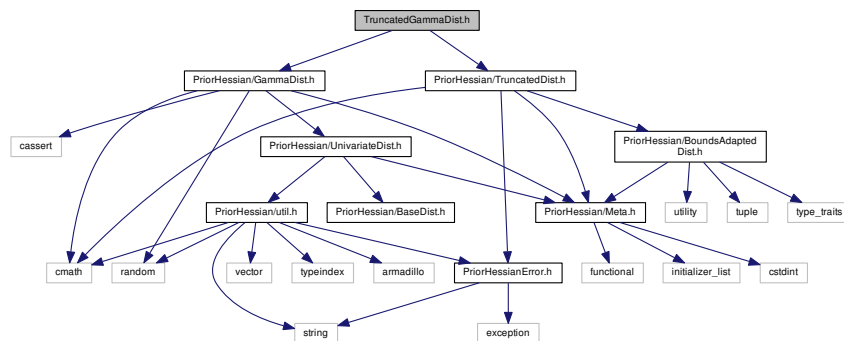 TruncatedGammaDist.h
PriorHessian/GammaDist.h
PriorHessian/TruncatedDist.h
cassert
PriorHessian/UnivariateDist.h
PriorHessian/BoundsAdapted
Dist.h
PriorHessian/util.h
PriorHessian/BaseDist.h
PriorHessian/Meta.h
utility
tuple
type_traits
cmath
random
vector
typeindex
armadillo
PriorHessianError.h
functional
initializer_list
cstdint
string
exception